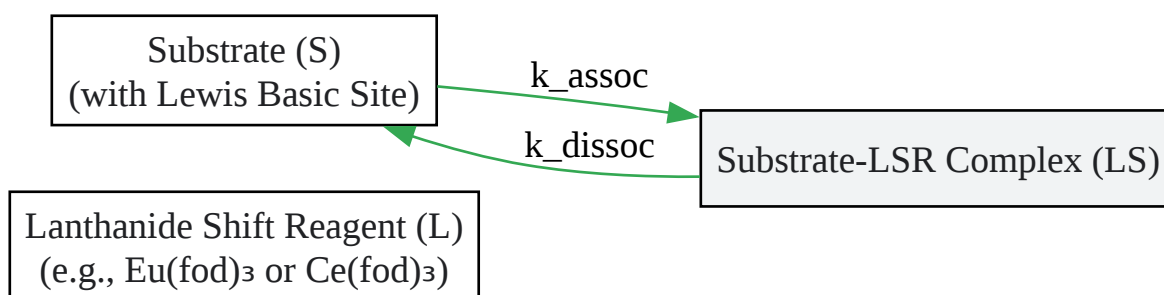 Substrate (S)
(with Lewis Basic Site)
k_assoc
k_dissoc
Substrate-LSR Complex (LS)
Lanthanide Shift Reagent (L)
(e.g., Eu(fod)₃ or Ce(fod)₃)